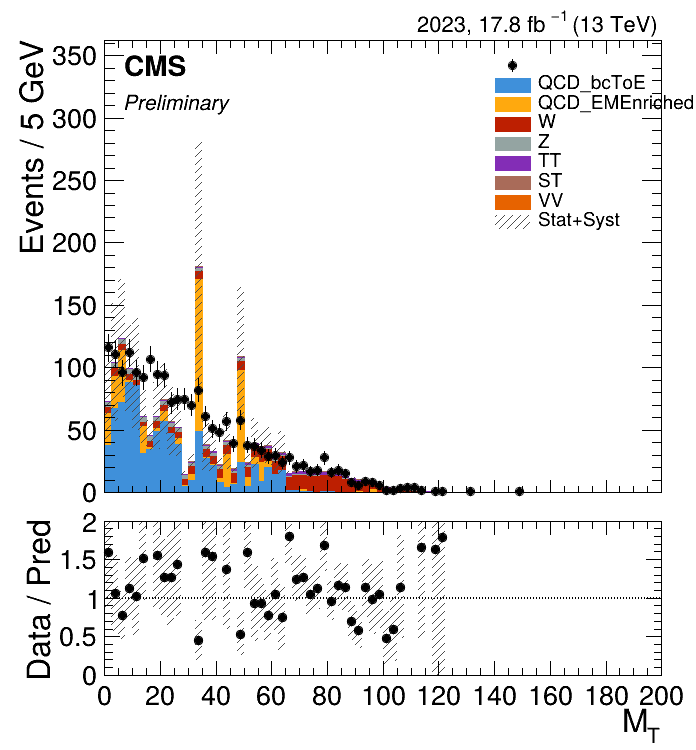 2023, 17.8 fb⁻¹ (13 TeV)
CMS
Preliminary
QCD_bcToE
QCD_EMEnriched
W
Z
TT
ST
VV
Stat+Syst
Events / 5 GeV
350
300
250
200
150
100
50
0
Data / Pred
2
1.5
1
0.5
0
0 20 40 60 80 100 120 140 160 180 200
M_T